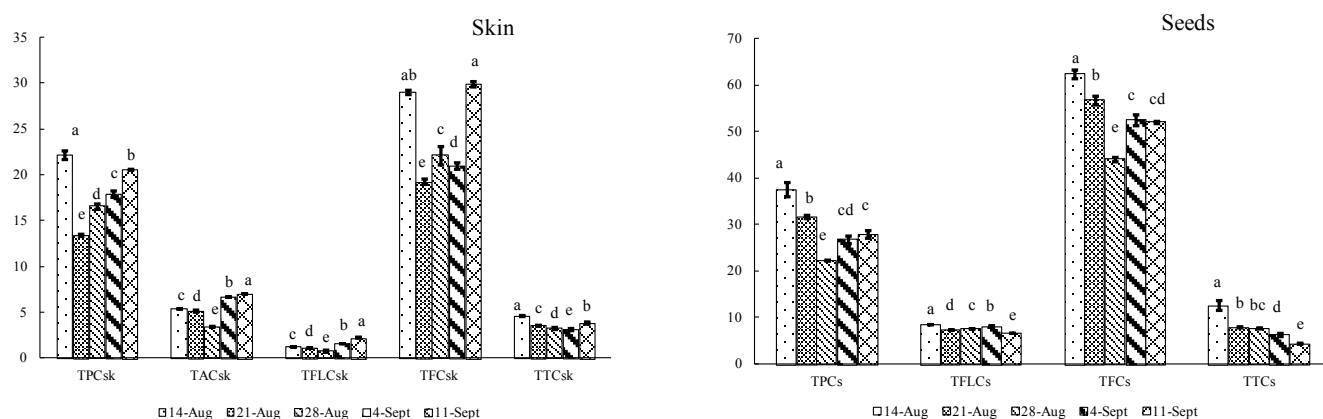 Skin
35
30
25
20
15
10
5
0
a e d c b
c d e b a
c d e b a
ab e c d a
a c d e b
TPCsk TACsk TFLCsk TFCsk TTCsk
14-Aug 21-Aug 28-Aug 4-Sept 11-Sept
Seeds
70
60
50
40
30
20
10
0
a b e cd c
a d c b e
a b e c cd
a b bc d e
TPCs TFLCs TFCs TTCs
14-Aug 21-Aug 28-Aug 4-Sept 11-Sept